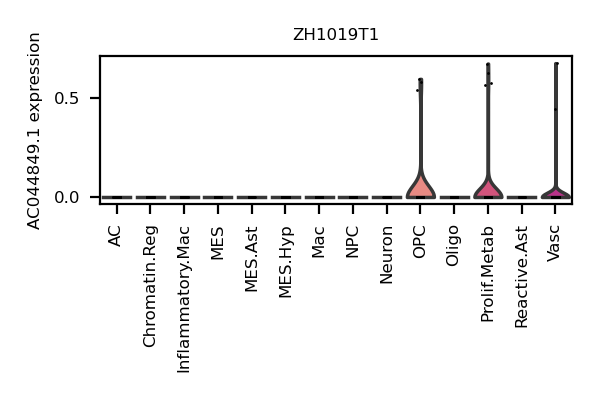 ZH1019T1
AC044849.1 expression
0.5
0.0
AC
Chromatin.Reg
Inflammatory.Mac
MES
MES.Ast
MES.Hyp
Mac
NPC
Neuron
OPC
Oligo
Prolif.Metab
Reactive.Ast
Vasc